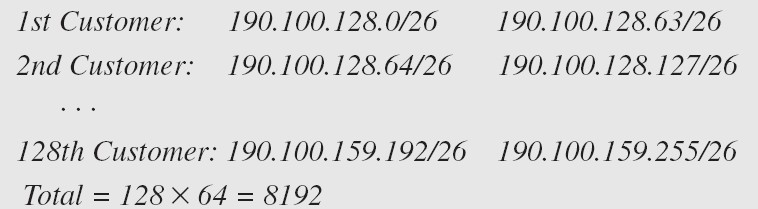 1st Customer: 190.100.128.0/26 190.100.128.63/26
2nd Customer: 190.100.128.64/26 190.100.128.127/26
. . .
128th Customer: 190.100.159.192/26 190.100.159.255/26
Total = 128 × 64 = 8192